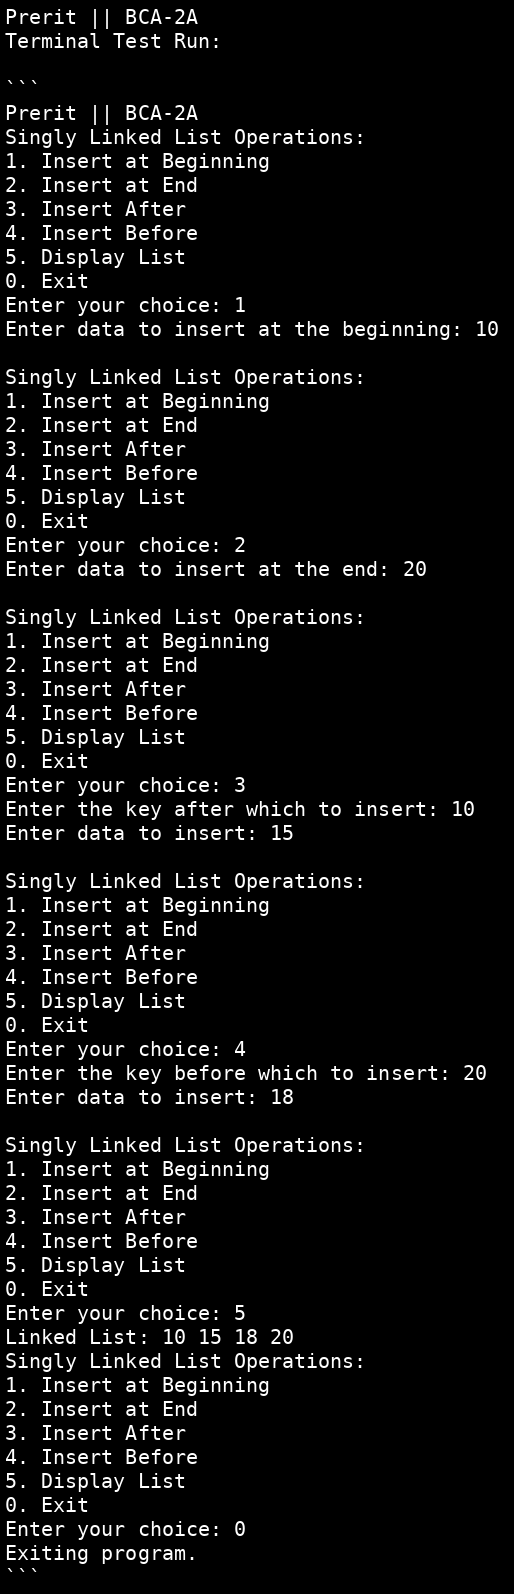 Prerit || BCA-2A
Terminal Test Run:

```
Prerit || BCA-2A
Singly Linked List Operations:
1. Insert at Beginning
2. Insert at End
3. Insert After
4. Insert Before
5. Display List
0. Exit
Enter your choice: 1
Enter data to insert at the beginning: 10

Singly Linked List Operations:
1. Insert at Beginning
2. Insert at End
3. Insert After
4. Insert Before
5. Display List
0. Exit
Enter your choice: 2
Enter data to insert at the end: 20

Singly Linked List Operations:
1. Insert at Beginning
2. Insert at End
3. Insert After
4. Insert Before
5. Display List
0. Exit
Enter your choice: 3
Enter the key after which to insert: 10
Enter data to insert: 15

Singly Linked List Operations:
1. Insert at Beginning
2. Insert at End
3. Insert After
4. Insert Before
5. Display List
0. Exit
Enter your choice: 4
Enter the key before which to insert: 20
Enter data to insert: 18

Singly Linked List Operations:
1. Insert at Beginning
2. Insert at End
3. Insert After
4. Insert Before
5. Display List
0. Exit
Enter your choice: 5
Linked List: 10 15 18 20
Singly Linked List Operations:
1. Insert at Beginning
2. Insert at End
3. Insert After
4. Insert Before
5. Display List
0. Exit
Enter your choice: 0
Exiting program.
```